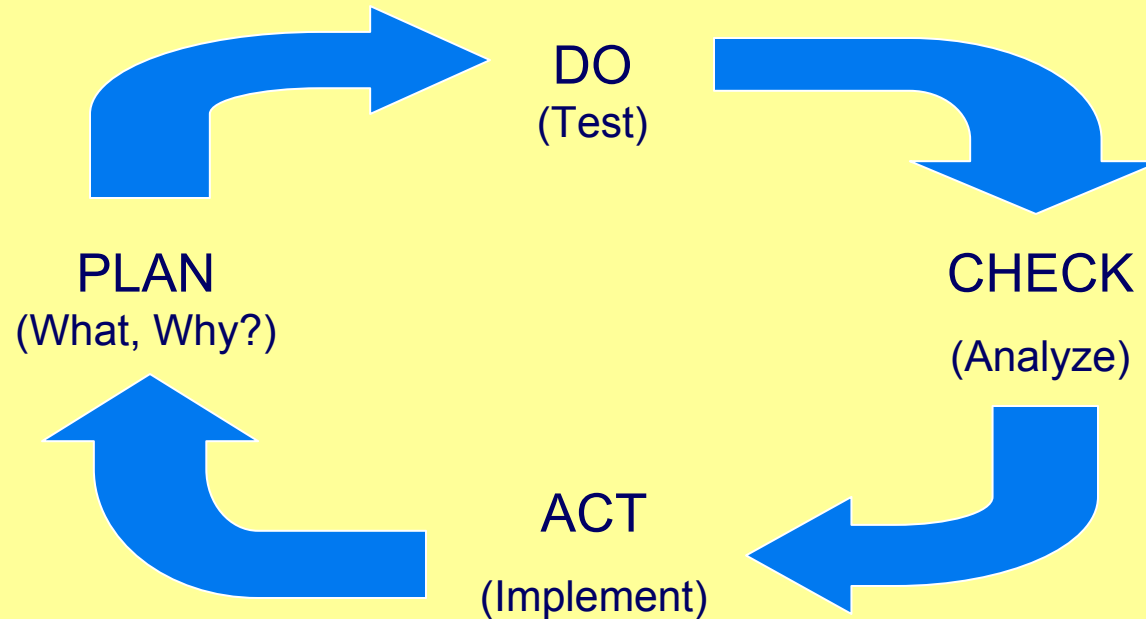 DO
(Test)
PLAN
(What, Why?)
CHECK
(Analyze)
ACT
(Implement)